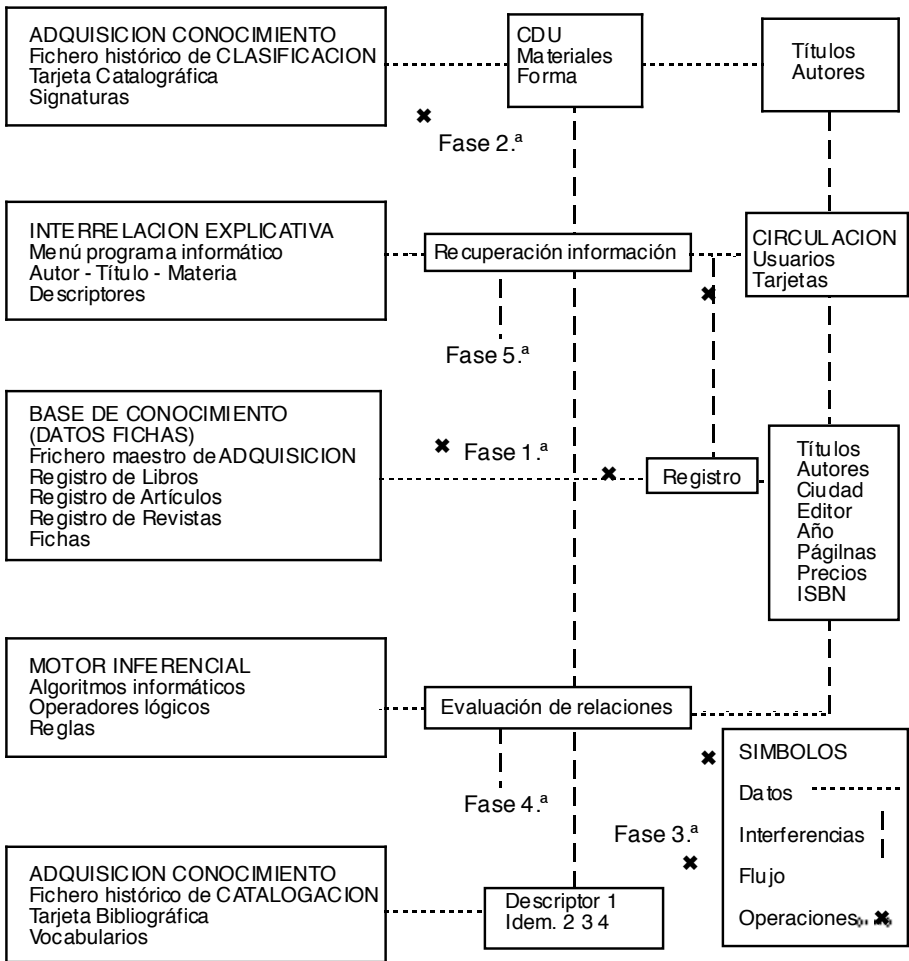 ADQUISICION CONOCIMIENTO
Fichero histórico de CLASIFICACION
Tarjeta Catalográfica
Signaturas
CDU
Materiales
Forma
Títulos
Autores
Fase 2.ª
INTERRELACION EXPLICATIVA
Menú programa informático
Autor - Título - Materia
Descriptores
Recuperación información
CIRCULACION
Usuarios
Tarjetas
Fase 5.ª
BASE DE CONOCIMIENTO
(DATOS FICHAS)
Frichero maestro de ADQUISICION
Registro de Libros
Registro de Artículos
Registro de Revistas
Fichas
Fase 1.ª
Registro
Títulos
Autores
Ciudad
Editor
Año
Págilnas
Precios
ISBN
MOTOR INFERENCIAL
Algoritmos informáticos
Operadores lógicos
Reglas
Evaluación de relaciones
Fase 4.ª
Fase 3.ª
ADQUISICION CONOCIMIENTO
Fichero histórico de CATALOGACION
Tarjeta Bibliográfica
Vocabularios
Descriptor 1
Idem. 2 3 4
SIMBOLOS
Datos
Interferencias
Flujo
Operaciones